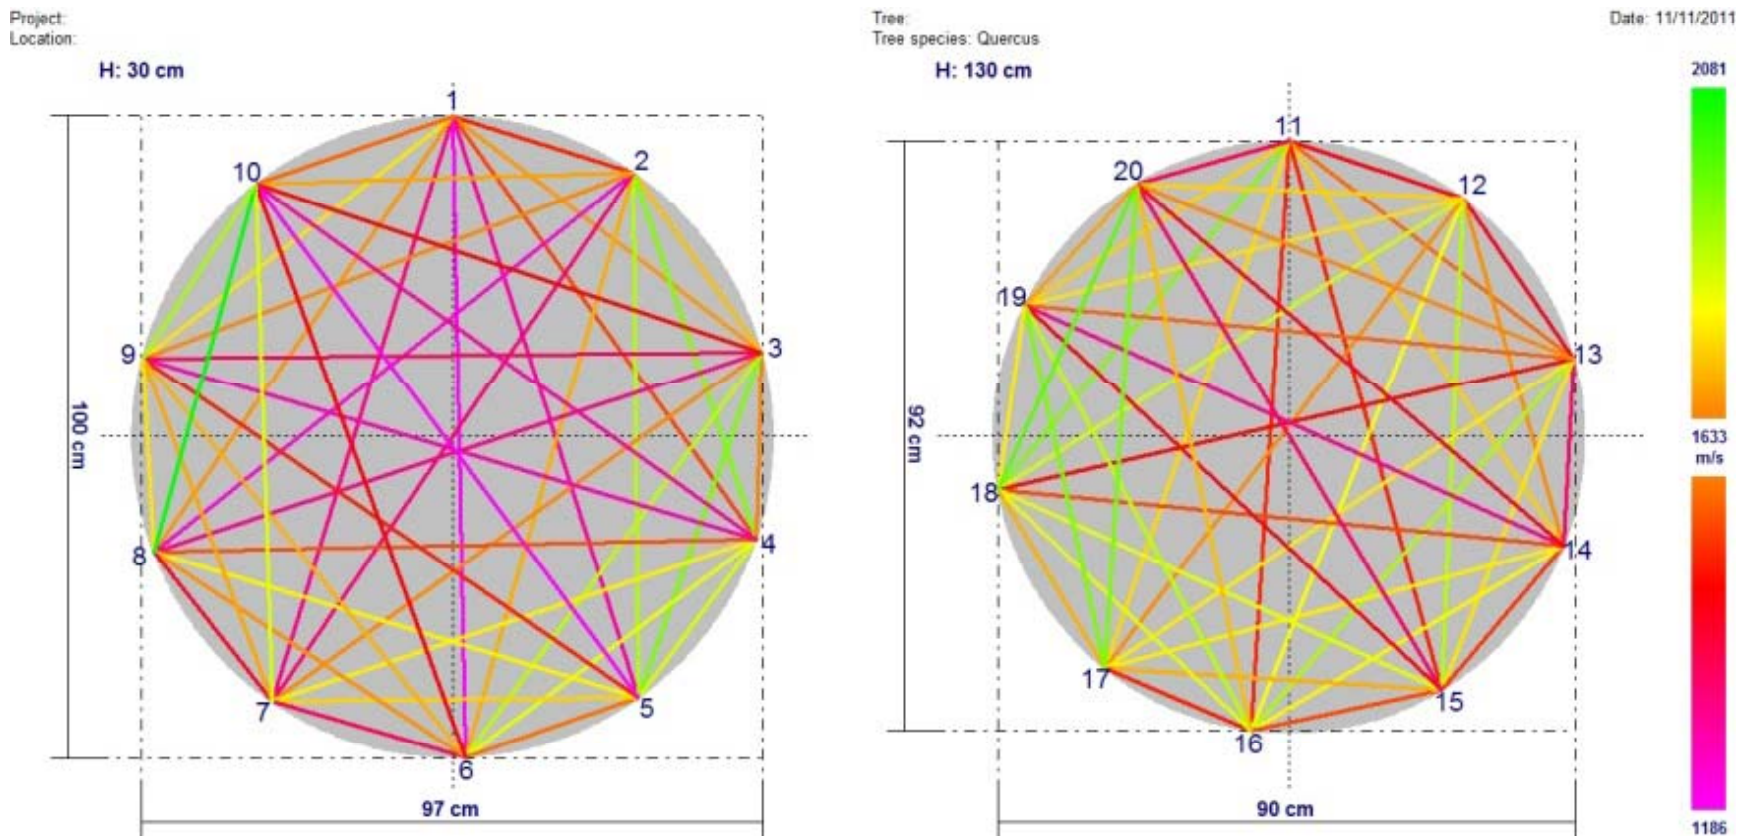 Project:
Location:
Tree:
Tree species: Quercus
Date: 11/11/2011
H: 30 cm
1
2
3
4
5
6
7
8
9
10
100 cm
97 cm
H: 130 cm
11
12
13
14
15
16
17
18
19
20
92 cm
90 cm
2081
1633
m/s
1186